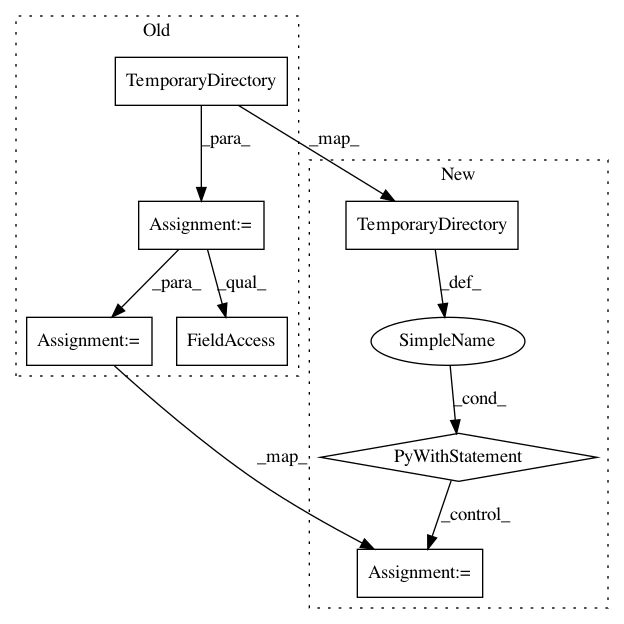 Old
TemporaryDirectory
_para_
_map_
New
Assignment:=
TemporaryDirectory
_para_
_qual_
_def_
Assignment:=
FieldAccess
SimpleName
_cond_
_map_
PyWithStatement
_control_
Assignment:=